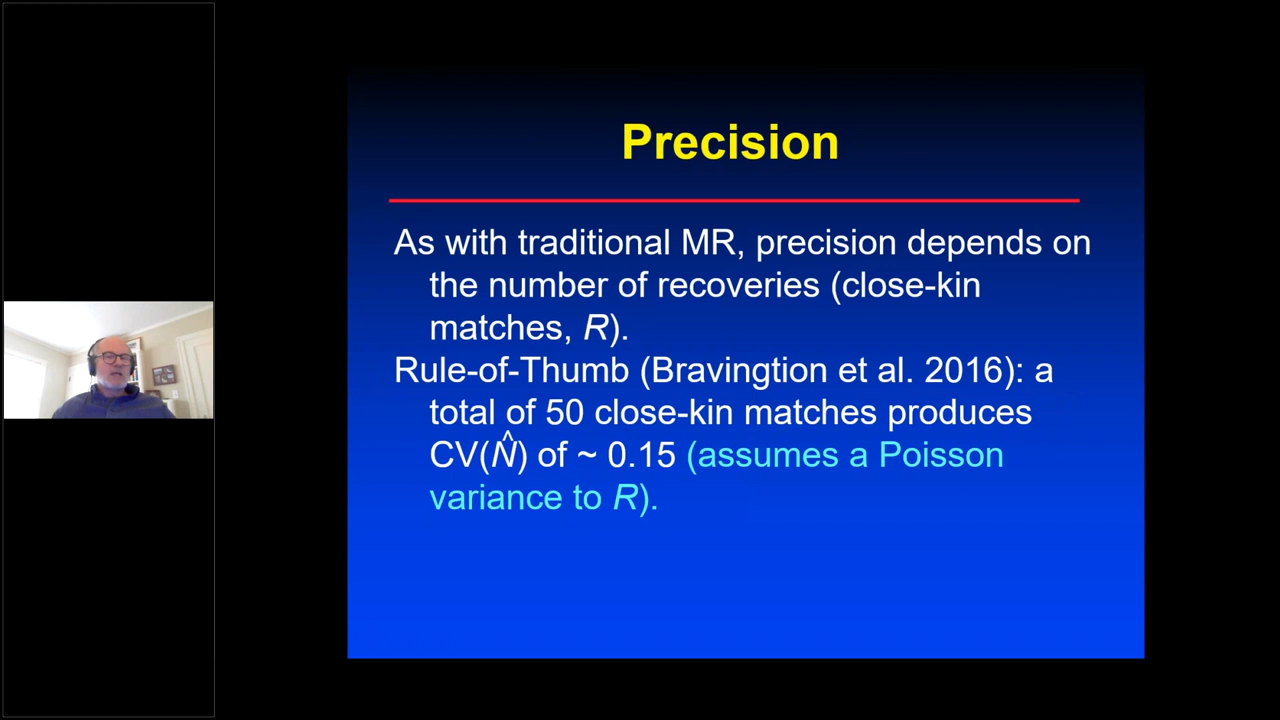 Precision
As with traditional MR, precision depends on
the number of recoveries (close-kin
matches, R).
Rule-of-Thumb (Bravingtion et al. 2016): a
total of 50 close-kin matches produces
CV(N̂) of ~ 0.15 (assumes a Poisson
variance to R).